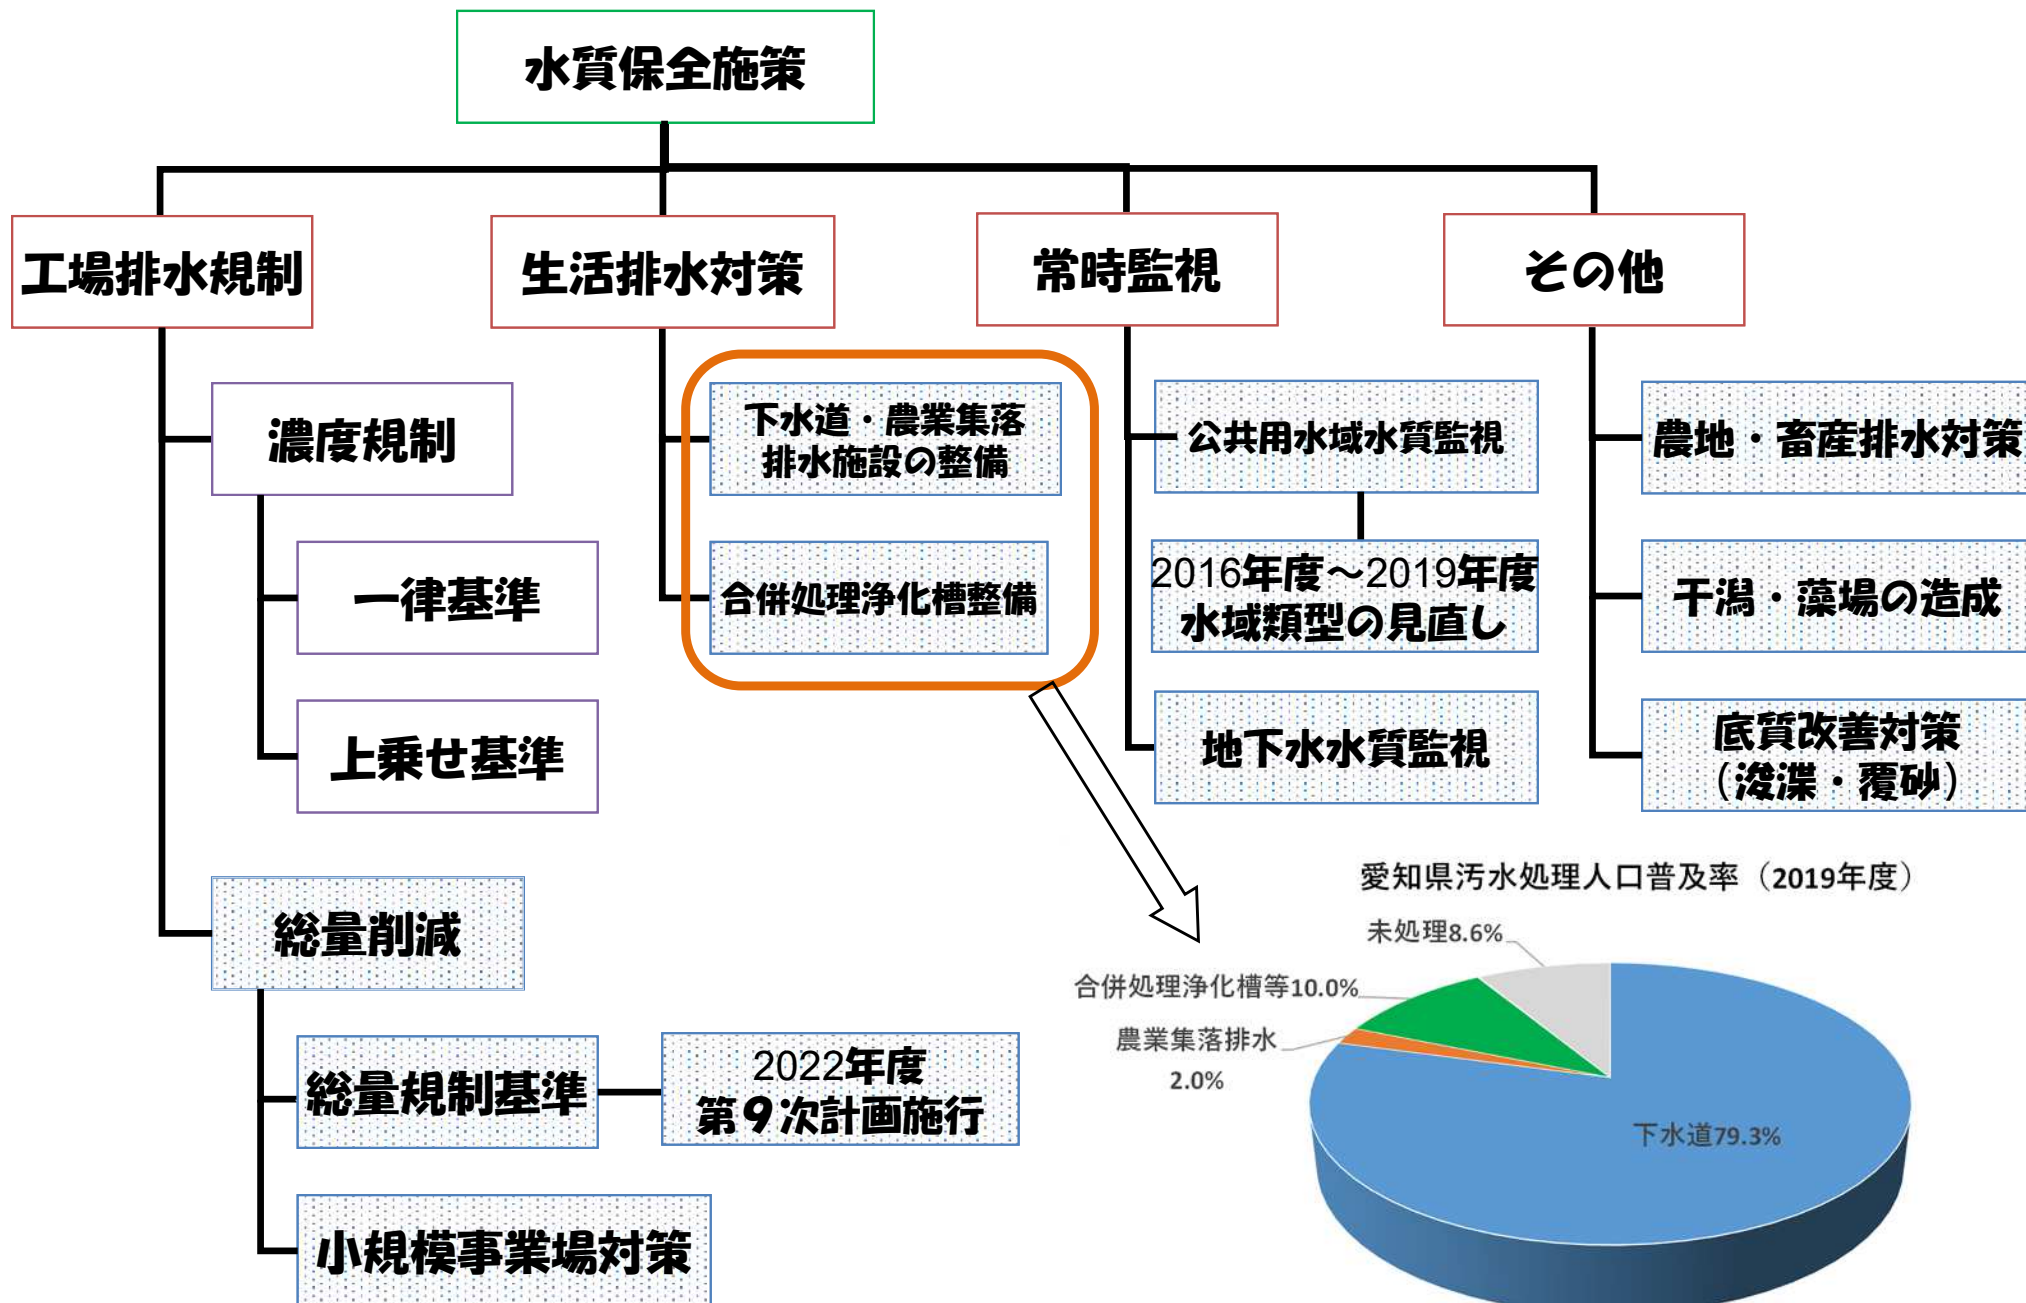 水質保全施策
工場排水規制
生活排水対策
常時監視
その他
濃度規制
一律基準
上乗せ基準
総量削減
総量規制基準
2022年度
第9次計画施行
小規模事業場対策
下水道・農業集落
排水施設の整備
合併処理浄化槽整備
公共用水域水質監視
2016年度～2019年度
水域類型の見直し
地下水水質監視
農地・畜産排水対策
干潟・藻場の造成
底質改善対策
(浚渫・覆砂)
愛知県汚水処理人口普及率（2019年度）
未処理8.6%
合併処理浄化槽等10.0%
農業集落排水
2.0%
下水道79.3%